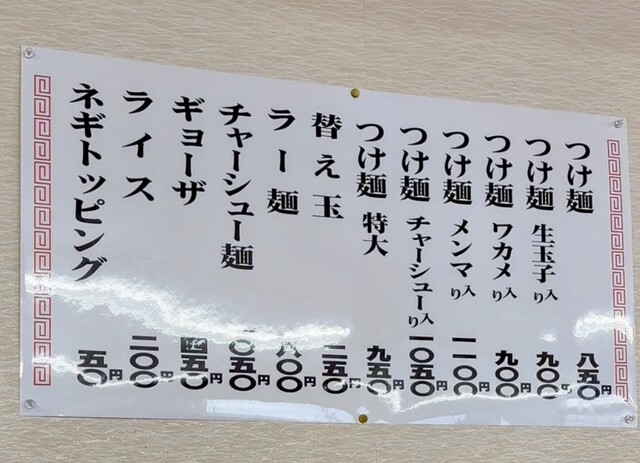 つけ麺 八五〇円
つけ麺 生玉子入り 九〇〇円
つけ麺 ワカメ入り 九〇〇円
つけ麺 メンマ入り 一一〇〇円
つけ麺 チャーシュー入り 一〇五〇円
つけ麺 特大 九五〇円
替え玉 二五〇円
ラー麺 八〇〇円
チャーシュー麺 一〇五〇円
ギョーザ 四五〇円
ライス 二〇〇円
ネギトッピング 五〇円